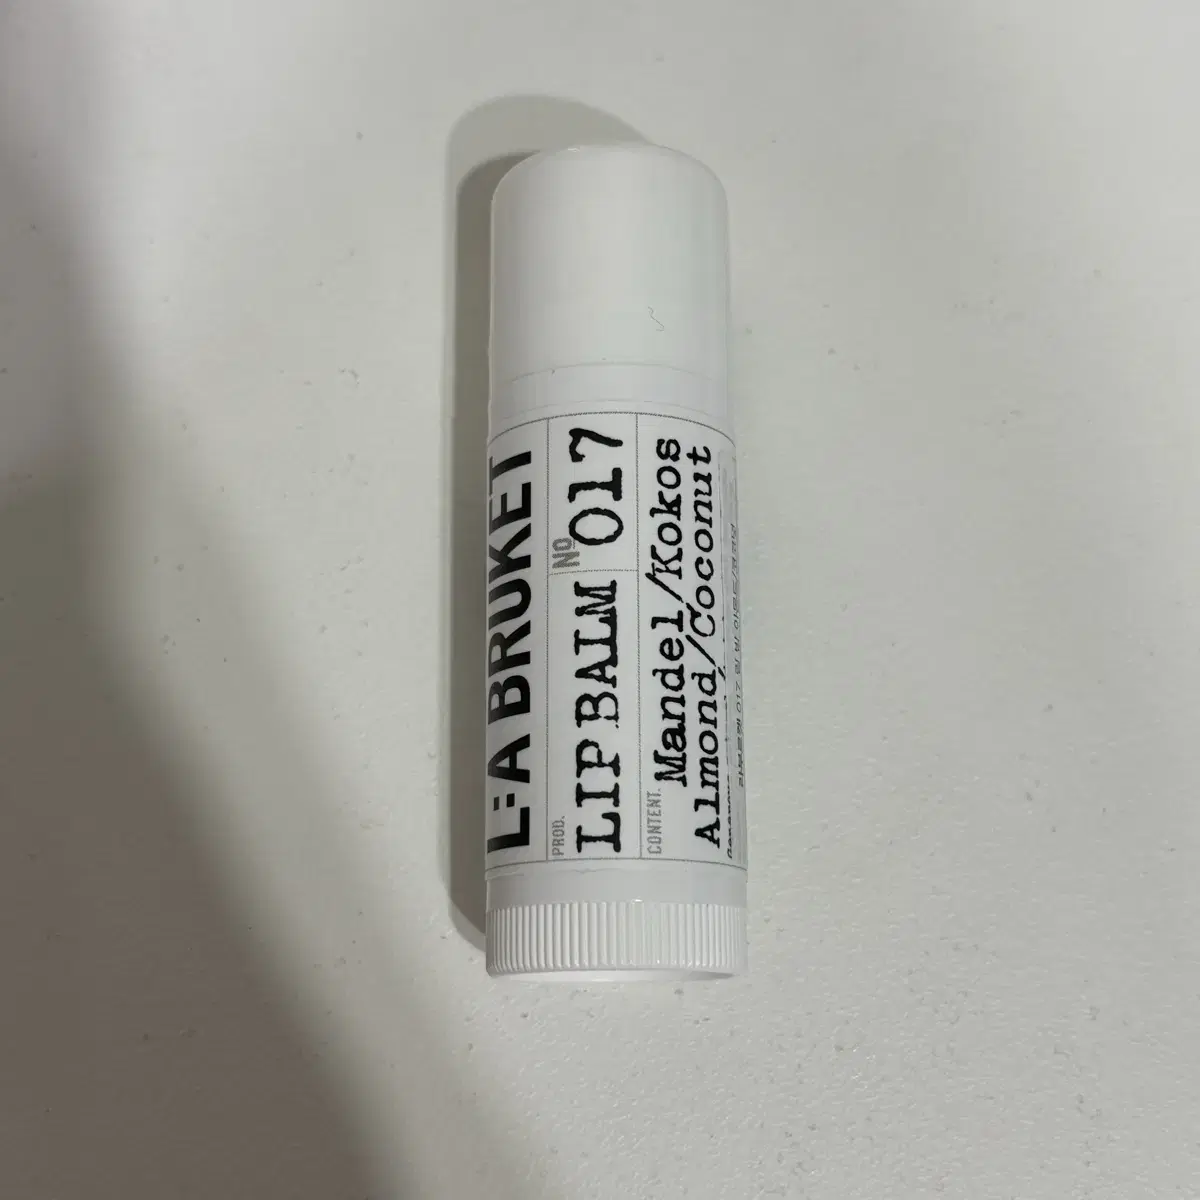 L:A BRUKET
PROD.
LIP BALM
No
017
CONTENT.
Mandel/Kokos
Almond/Coconut